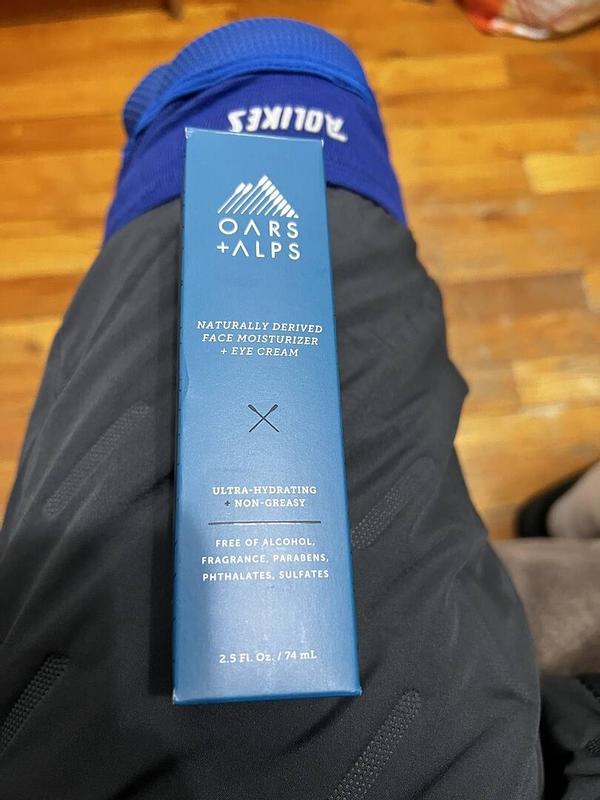 AOLIKES
OARS
+ALPS
NATURALLY DERIVED
FACE MOISTURIZER
+ EYE CREAM
ULTRA-HYDRATING
+ NON-GREASY
FREE OF ALCOHOL,
FRAGRANCE, PARABENS,
PHTHALATES, SULFATES
2.5 Fl. Oz. / 74 mL